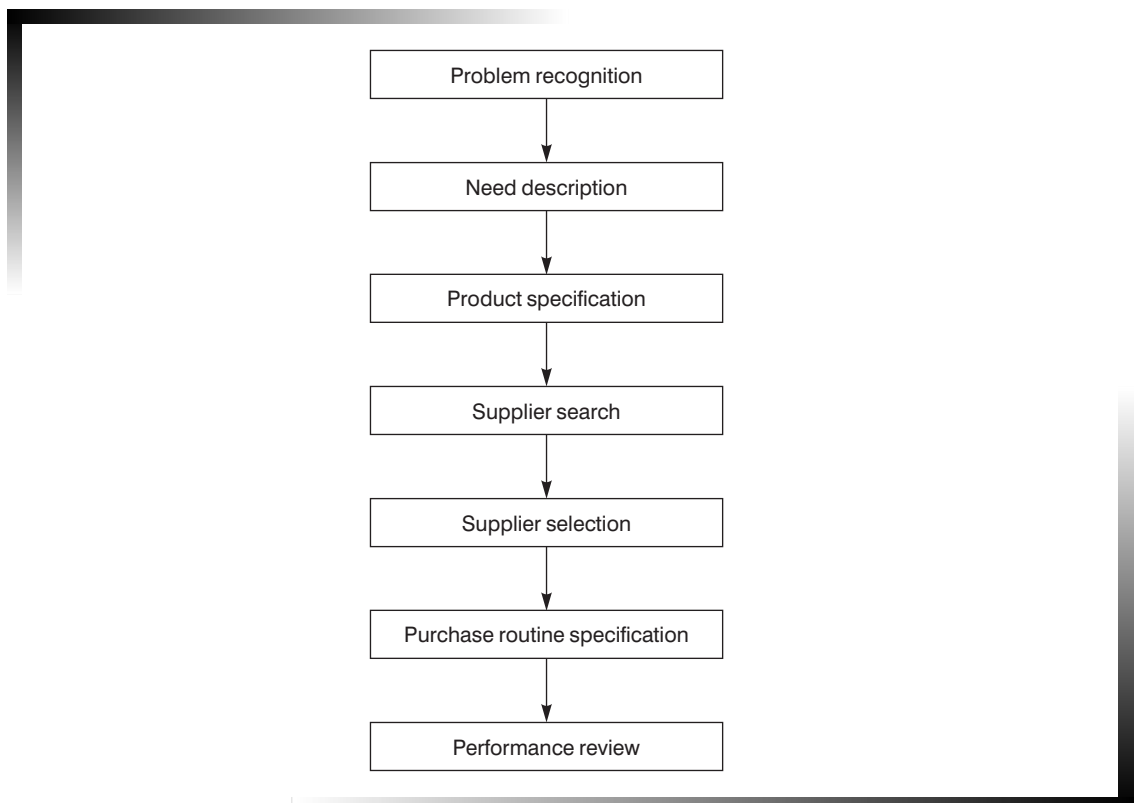 Problem recognition
Need description
Product specification
Supplier search
Supplier selection
Purchase routine specification
Performance review